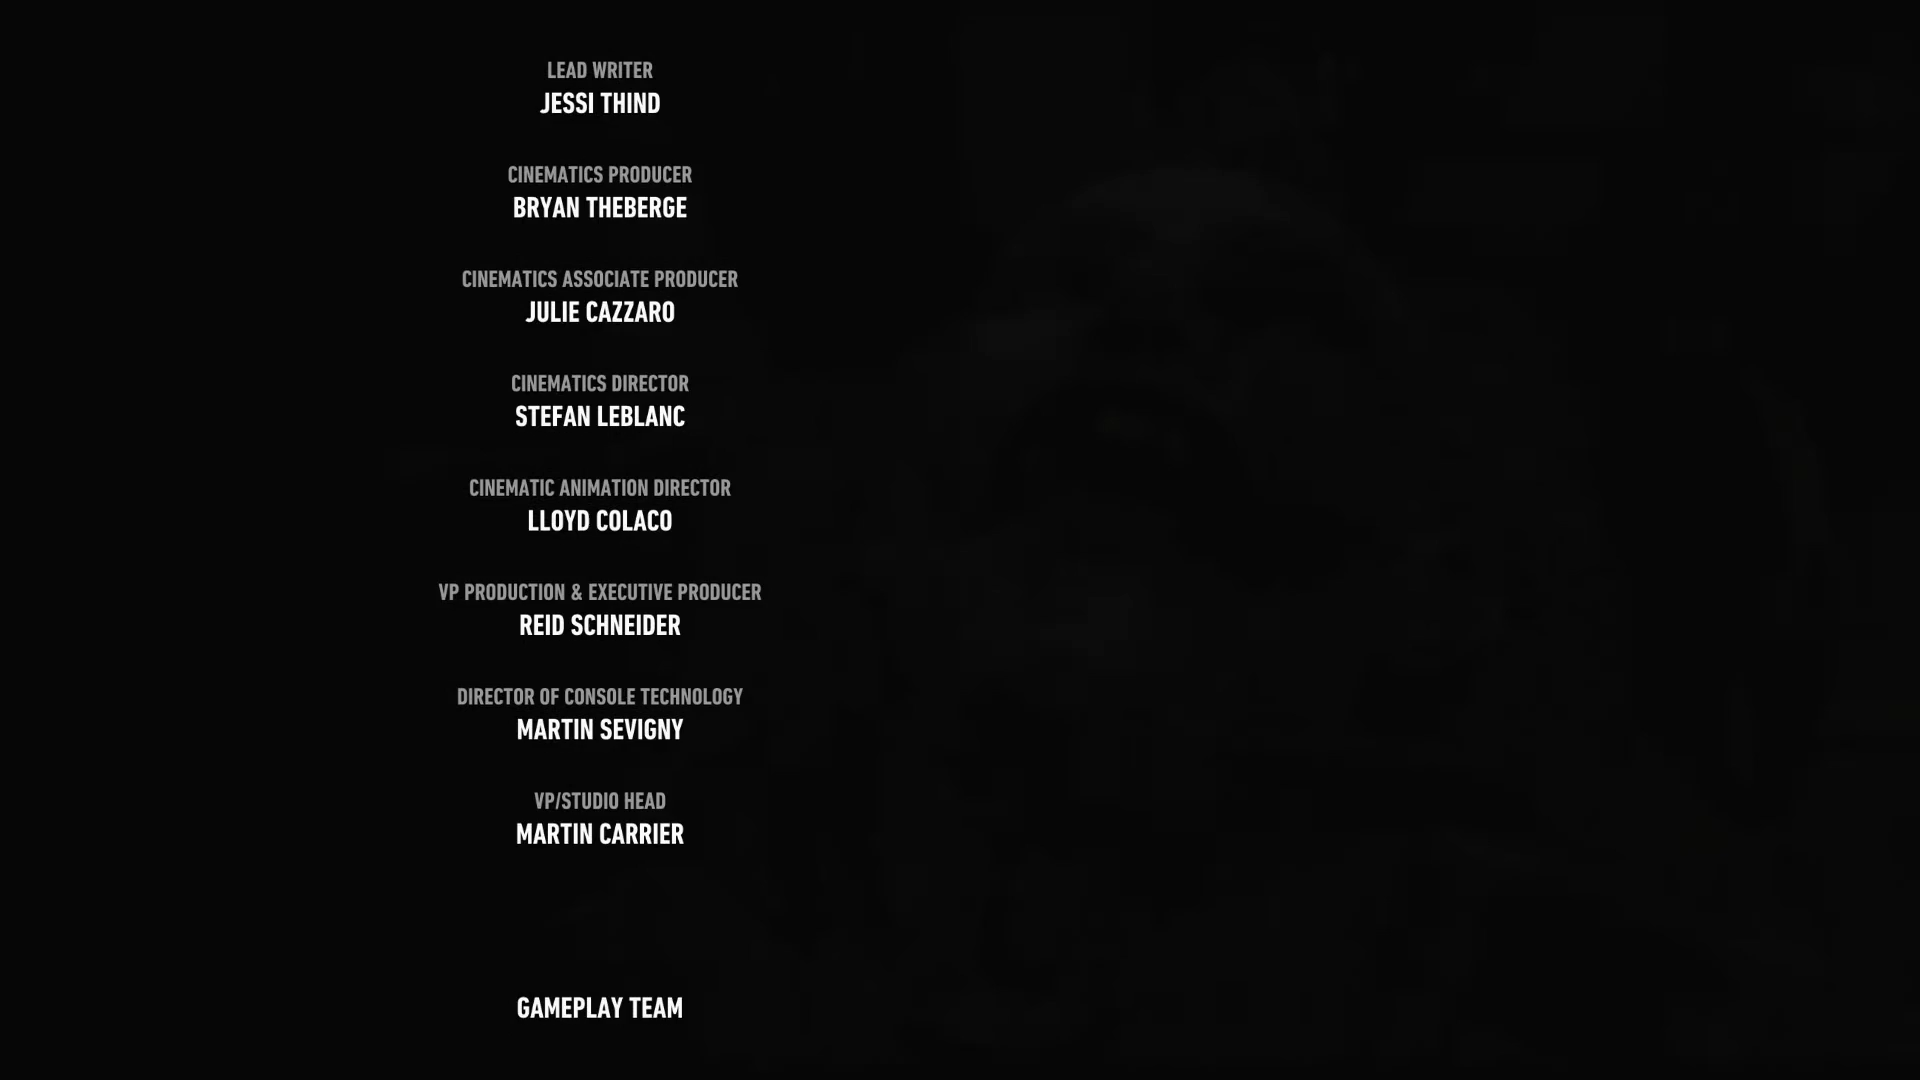 LEAD WRITER
JESSI THIND
CINEMATICS PRODUCER
BRYAN THEBERGE
CINEMATICS ASSOCIATE PRODUCER
JULIE CAZZARO
CINEMATICS DIRECTOR
STEFAN LEBLANC
CINEMATIC ANIMATION DIRECTOR
LLOYD COLACO
VP PRODUCTION & EXECUTIVE PRODUCER
REID SCHNEIDER
DIRECTOR OF CONSOLE TECHNOLOGY
MARTIN SEVIGNY
VP/STUDIO HEAD
MARTIN CARRIER
GAMEPLAY TEAM